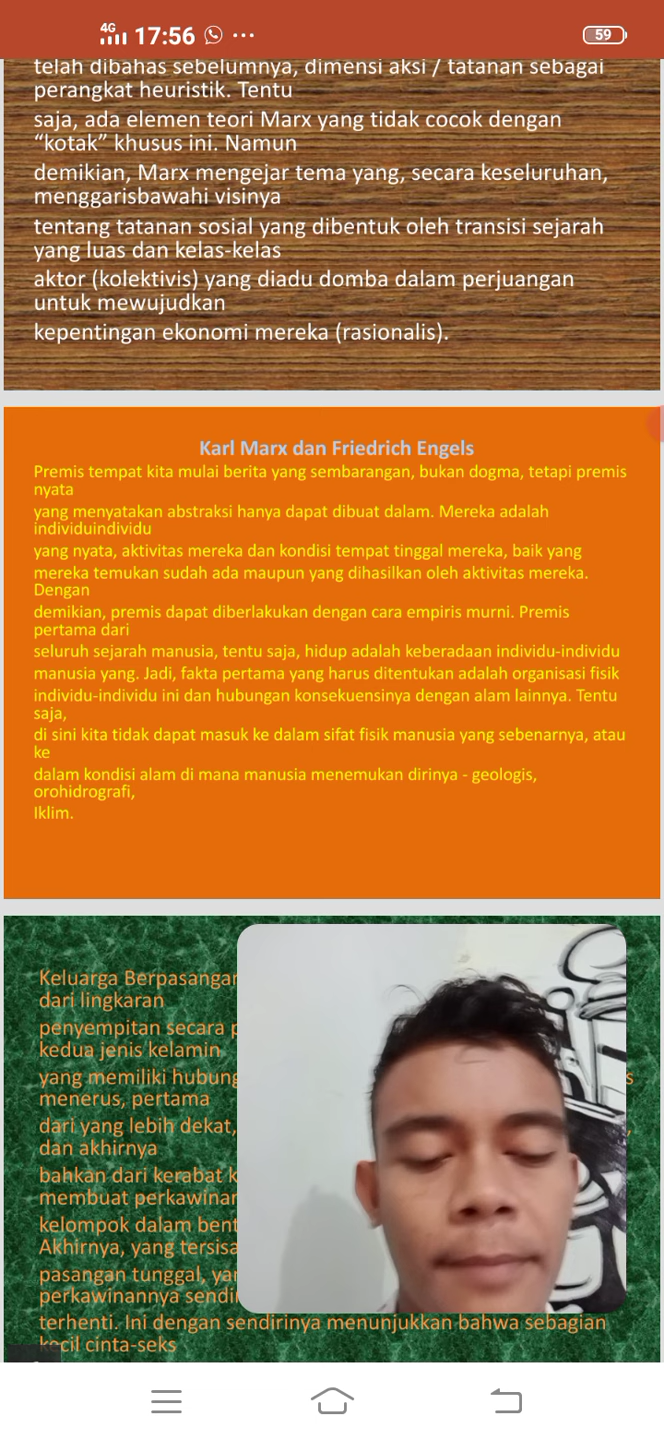 4G 17:56 ... 59
telah dibahas sebelumnya, dimensi aksi / tatanan sebagai
perangkat heuristik. Tentu
saja, ada elemen teori Marx yang tidak cocok dengan
“kotak” khusus ini. Namun
demikian, Marx mengejar tema yang, secara keseluruhan,
menggarisbawahi visinya
tentang tatanan sosial yang dibentuk oleh transisi sejarah
yang luas dan kelas-kelas
aktor (kolektivis) yang diadu domba dalam perjuangan
untuk mewujudkan
kepentingan ekonomi mereka (rasionalis).
Karl Marx dan Friedrich Engels
Premis tempat kita mulai berita yang sembarangan, bukan dogma, tetapi premis
nyata
yang menyatakan abstraksi hanya dapat dibuat dalam. Mereka adalah
individuindividu
yang nyata, aktivitas mereka dan kondisi tempat tinggal mereka, baik yang
mereka temukan sudah ada maupun yang dihasilkan oleh aktivitas mereka.
Dengan
demikian, premis dapat diberlakukan dengan cara empiris murni. Premis
pertama dari
seluruh sejarah manusia, tentu saja, hidup adalah keberadaan individu-individu
manusia yang. Jadi, fakta pertama yang harus ditentukan adalah organisasi fisik
individu-individu ini dan hubungan konsekuensinya dengan alam lainnya. Tentu
saja,
di sini kita tidak dapat masuk ke dalam sifat fisik manusia yang sebenarnya, atau
ke
dalam kondisi alam di mana manusia menemukan dirinya - geologis,
orohidrografi,
Iklim.
Keluarga Berpasangan
dari lingkaran
penyempitan secara
kedua jenis kelamin
yang memiliki
menerus, pertama
dari yang lebih dekat,
dan akhirnya
bahkan dari kerabat
membuat
kelompok dalam
Akhirnya, yang tersisa
pasangan tunggal,
perkawinannya
terhenti. Ini dengan sendirinya menunjukkan bahwa sebagian
kecil cinta-seks